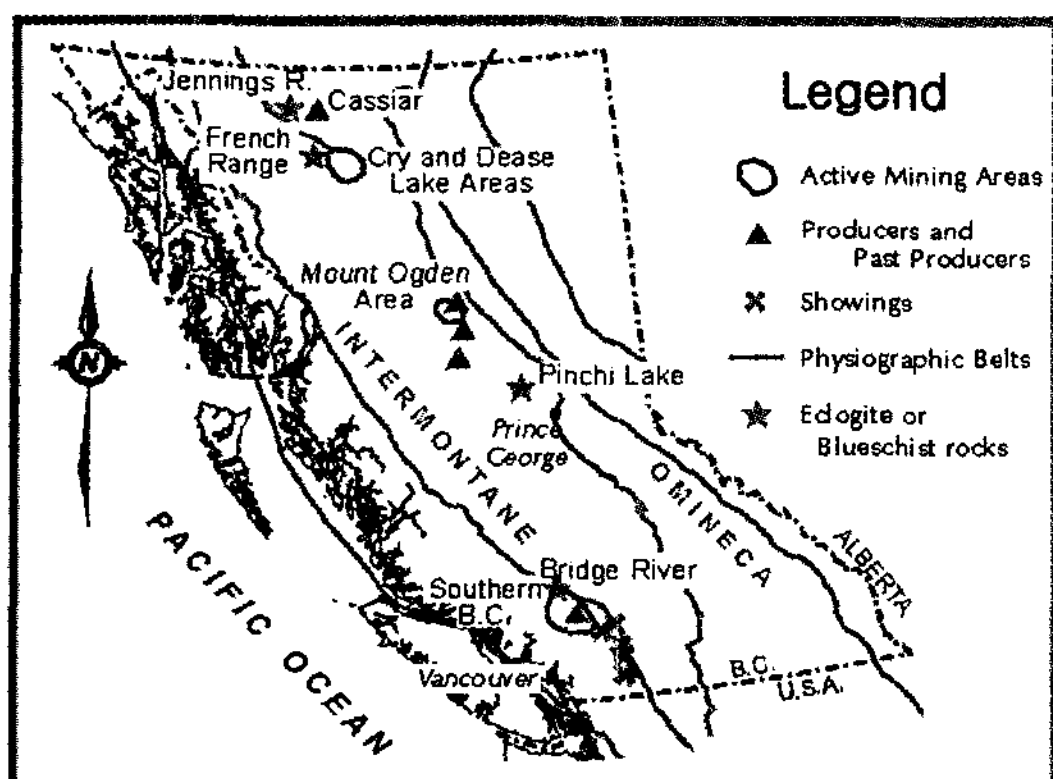 Jennings R.
Cassiar
French
Range
Cry and Dease
Lake Areas
Mount Ogden
Area
INTERMONTANE
Pinchi Lake
Prince
George
OMINECA
ALBERTA
Bridge River
Southern
B.C.
Vancouver
B.C.
U.S.A.
PACIFIC OCEAN
N
Legend
Active Mining Areas
Producers and
Past Producers
Showings
Physiographic Belts
Eclogite or
Blueschist rocks